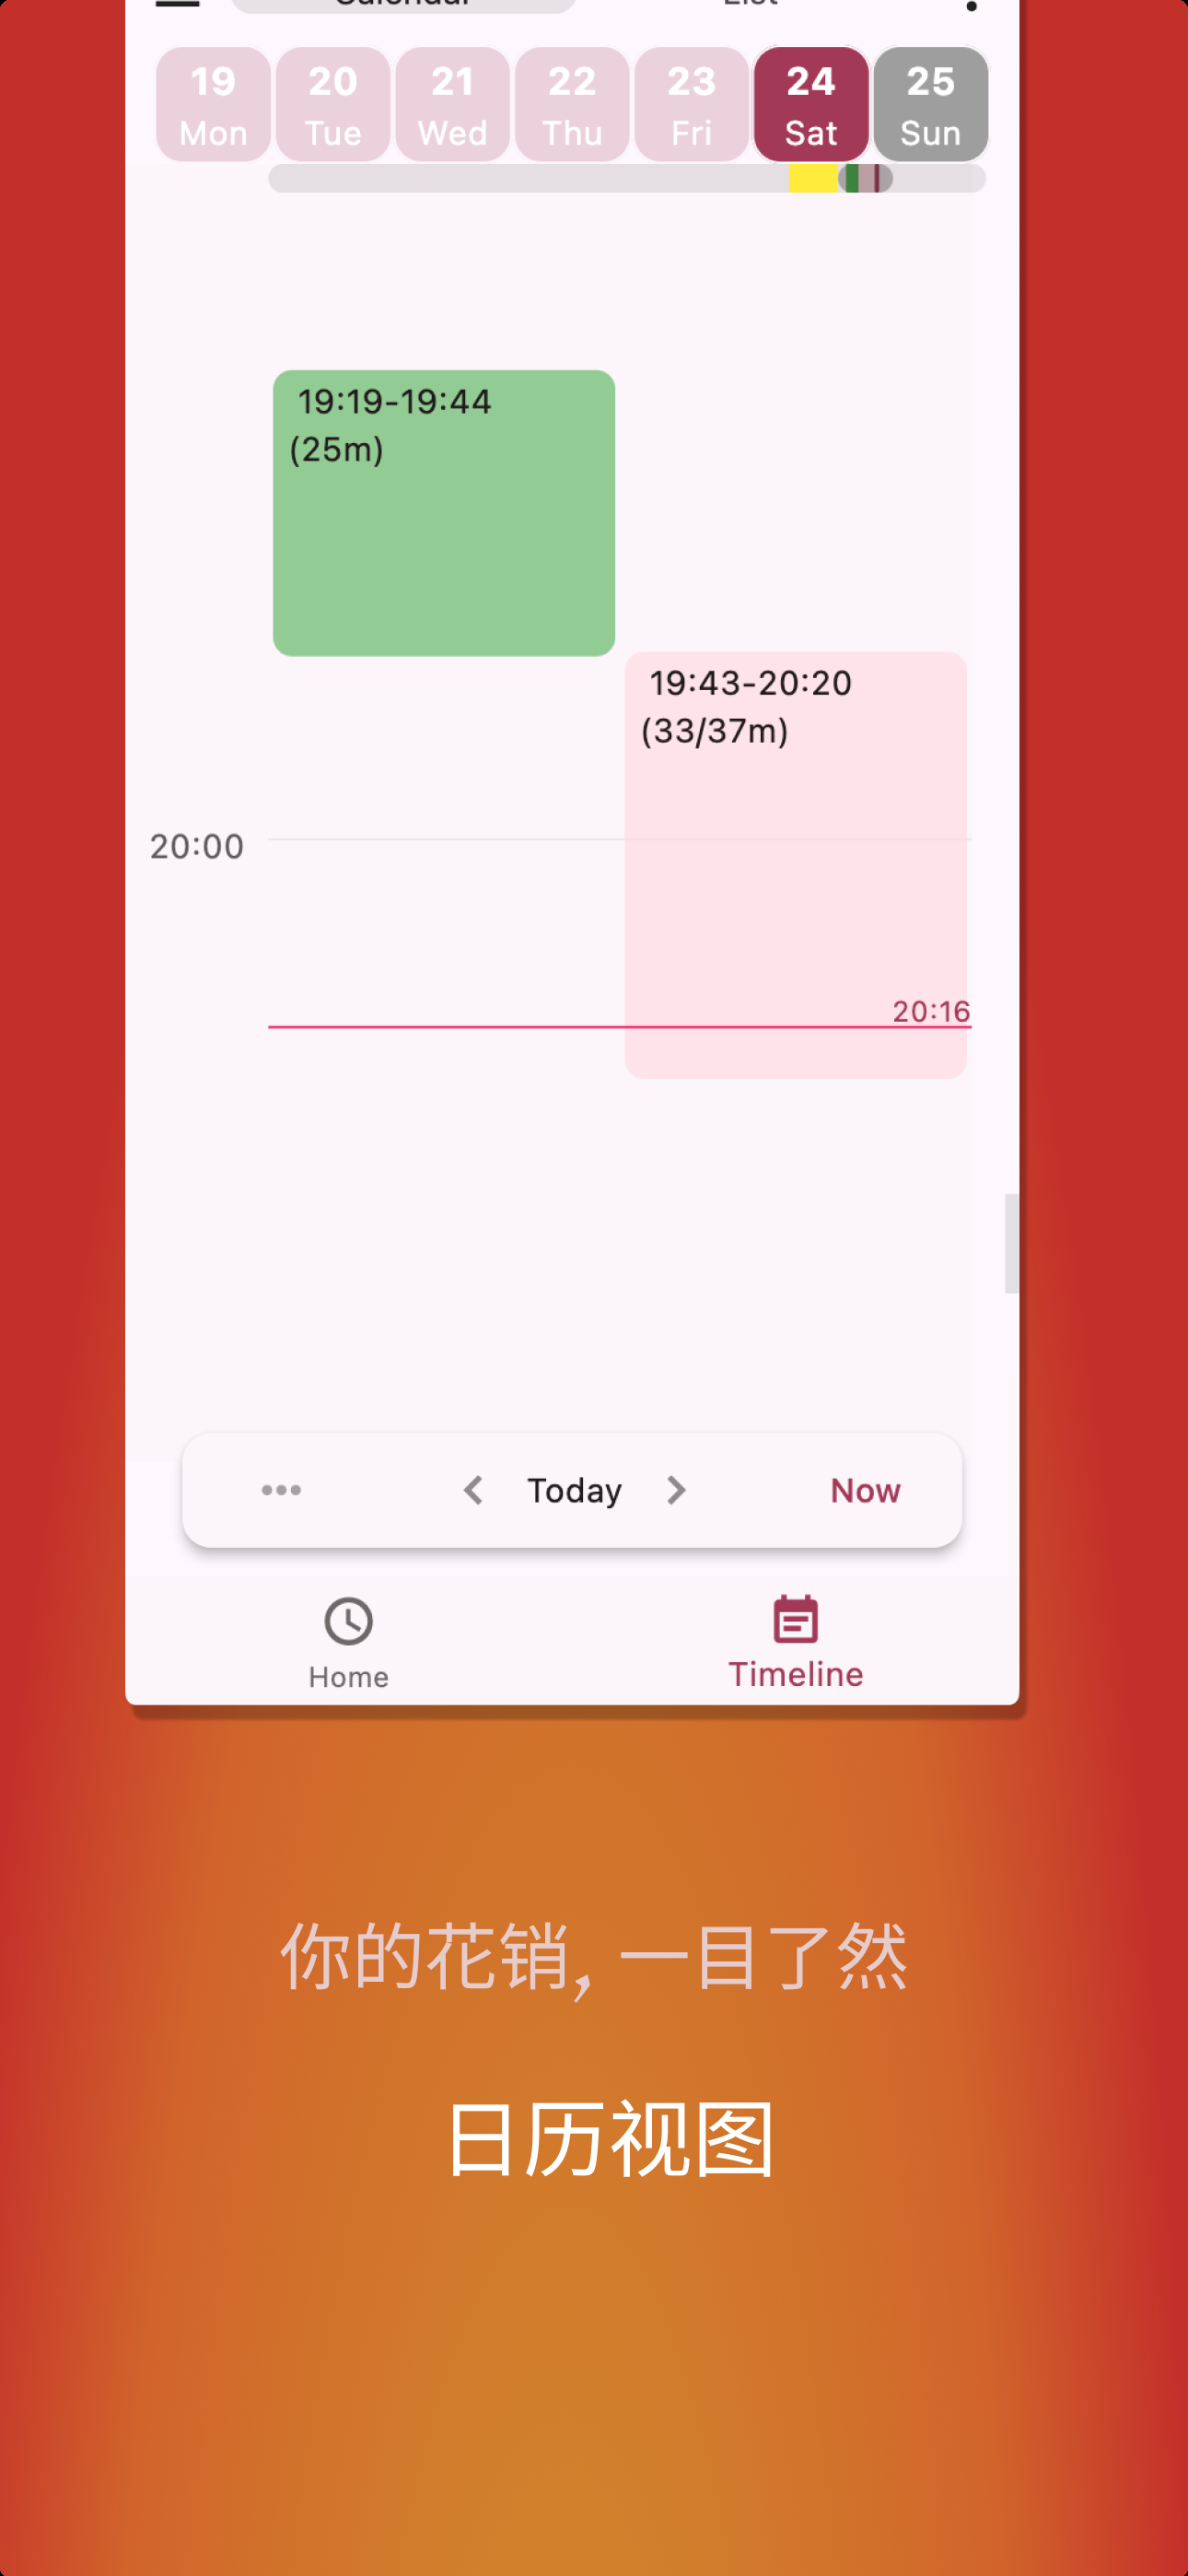 Calendar
List
19 20 21 22 23 24 25
Mon Tue Wed Thu Fri Sat Sun
19:19-19:44
(25m)
19:43-20:20
(33/37m)
20:00
20:16
Today
Now
Home
Timeline
你的花销, 一目了然
日历视图